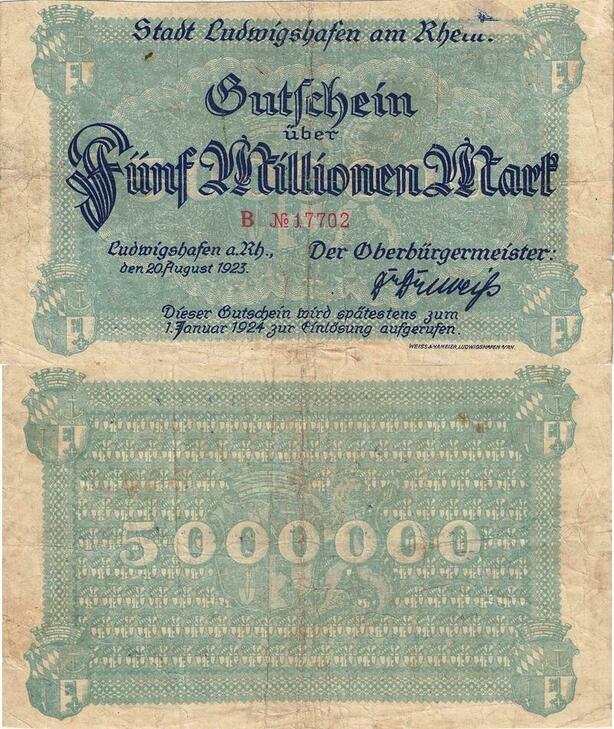 Stadt Ludwigshafen am Rhein.
Gutschein
über
Fünf Millionen Mark
B № 17702
Ludwigshafen a. Rh., Der Oberbürgermeister:
den 20. August 1923.
Dieser Gutschein wird spätestens zum
1. Januar 1924 zur Einlösung aufgerufen.
WEISS & HAMEIER, LUDWIGSHAFEN A/RH.
5000000